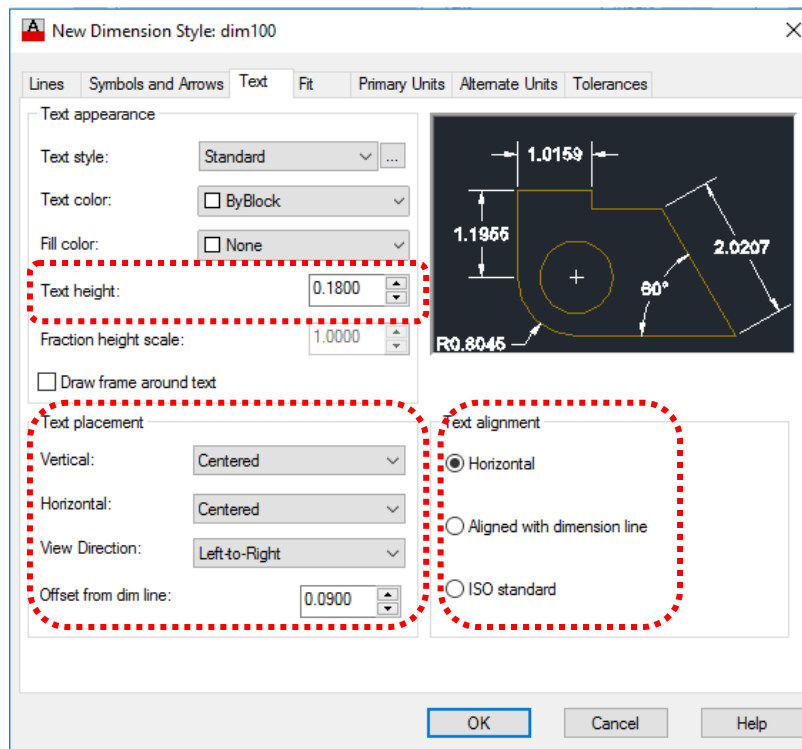 New Dimension Style: dim100
Lines Symbols and Arrows Text Fit Primary Units Alternate Units Tolerances
Text appearance
Text style: Standard ...
Text color: ByBlock
Fill color: None
Text height: 0.1800
Fraction height scale: 1.0000
Draw frame around text
1.0159
1.1955
2.0207
60°
R0.8045
Text placement
Vertical: Centered
Horizontal: Centered
View Direction: Left-to-Right
Offset from dim line: 0.0900
Text alignment
Horizontal
Aligned with dimension line
ISO standard
OK Cancel Help